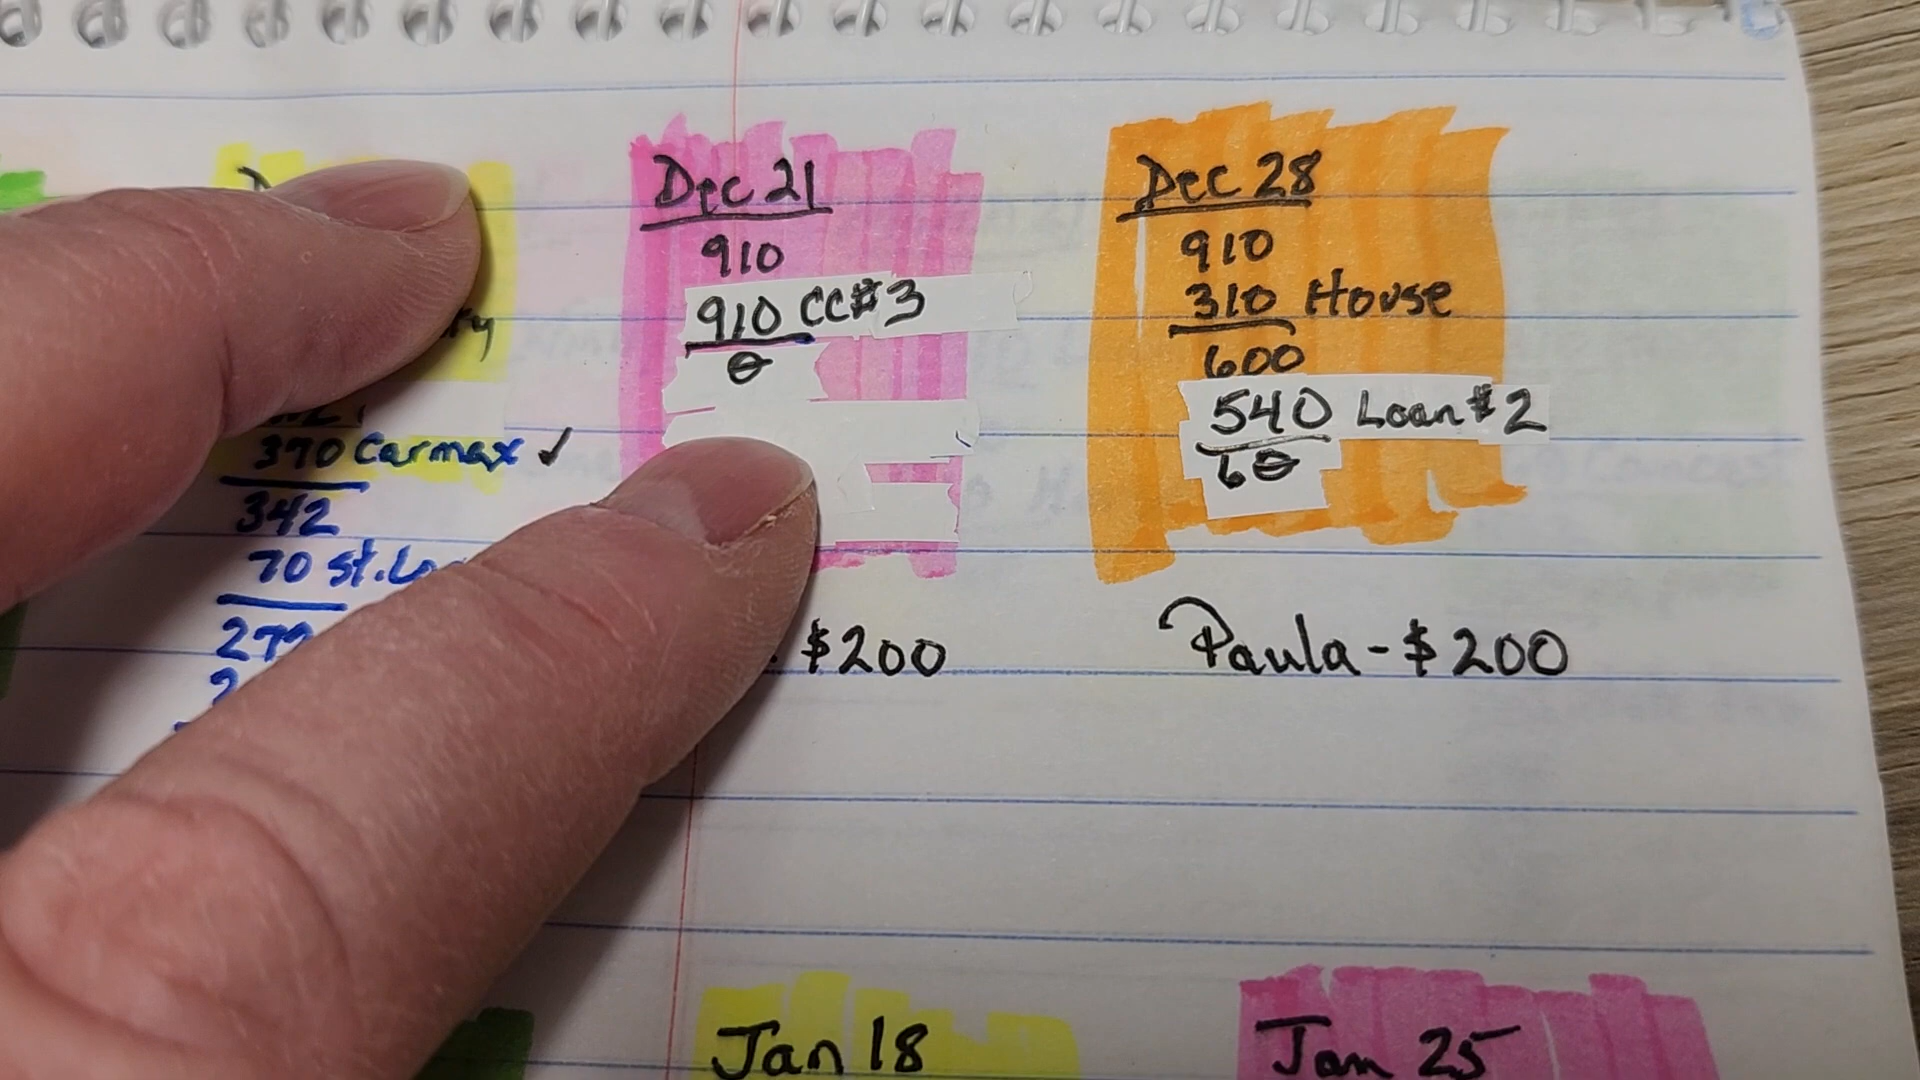 370 Carmax ✓
342
70 St.
Dec 21
910
910 CC#3
0
$200
Dec 28
910
310 House
600
540 Loan #2
60
Paula - $200
Jan 18
Jan 25